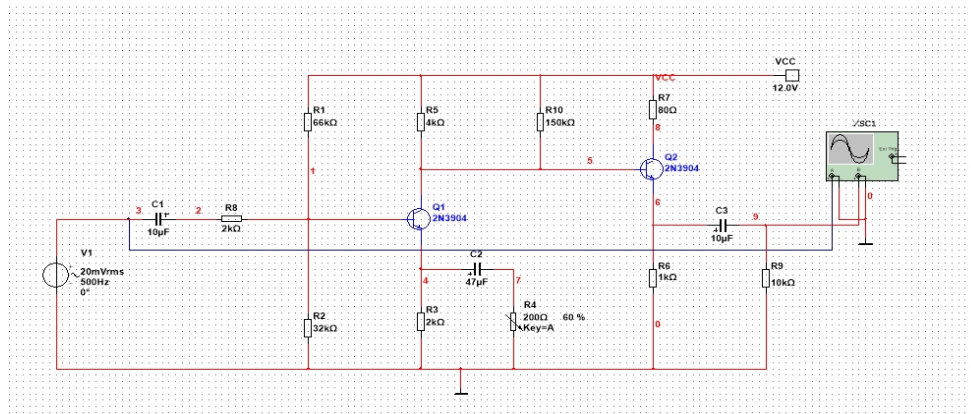 VCC
12.0V
VCC
R1
66kΩ
R5
4kΩ
R10
150kΩ
R7
80Ω
8
Ext Trig
5
Q2
2N3904
1
6
0
3
C1
10µF
2
R8
2kΩ
Q1
2N3904
C3
10µF
9
V1
20mVrms
500Hz
0°
C2
47µF
4
7
R6
1kΩ
R9
10kΩ
R2
32kΩ
R3
2kΩ
R4
200Ω 60 %
Key=A
0